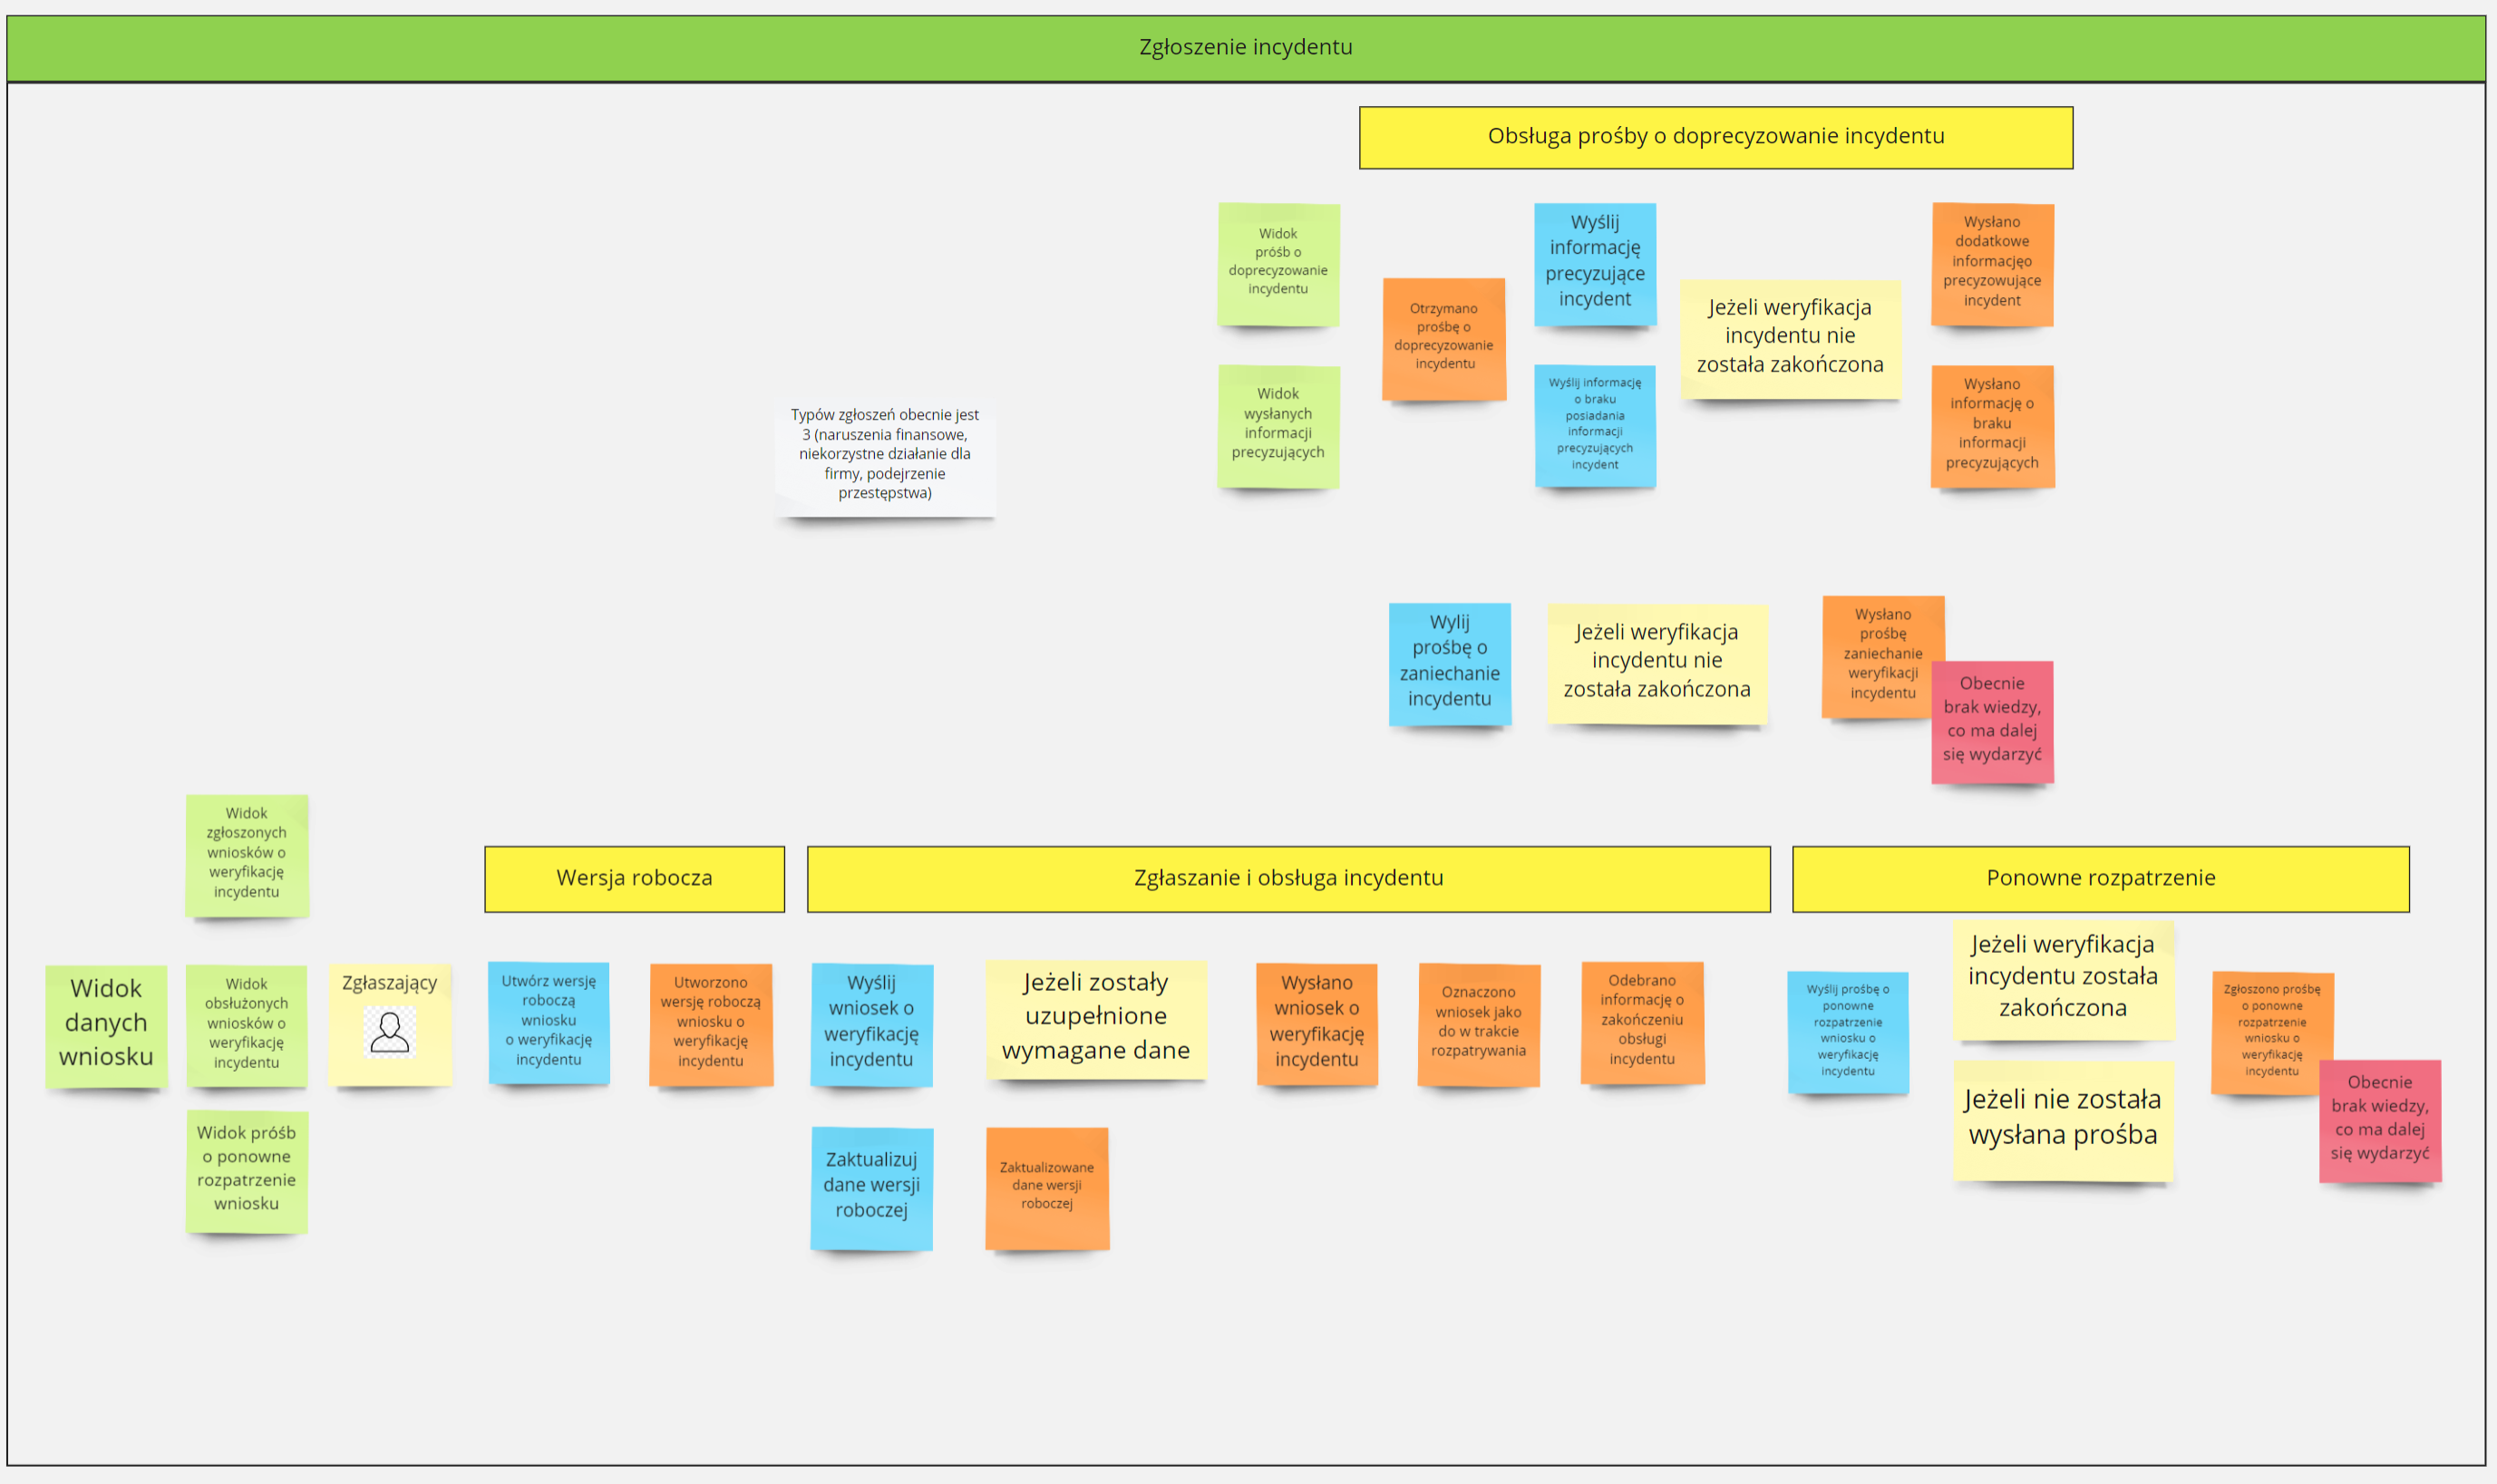 Zgłoszenie incydentu
Obsługa prośby o doprecyzowanie incydentu
Widok
próśb o
doprecyzowanie
incydentu
Otrzymano
prośbę o
doprecyzowanie
incydentu
Wyślij
informację
precyzujące
incydent
Jeżeli weryfikacja
incydentu nie
została zakończona
Wysłano
dodatkowe
informacjęo
precyzowujące
incydent
Widok
wysłanych
informacji
precyzujących
Wyślij informację
o braku
posiadania
informacji
precyzujących
incydent
Wysłano
informację o
braku
informacji
precyzujących
Typów zgłoszeń obecnie jest
3 (naruszenia finansowe,
niekorzystne działanie dla
firmy, podejrzenie
przestępstwa)
Wylij
prośbę o
zaniechanie
incydentu
Jeżeli weryfikacja
incydentu nie
została zakończona
Wysłano
prośbę
zaniechanie
weryfikacji
incydentu
Obecnie
brak wiedzy,
co ma dalej
się wydarzyć
Widok
zgłoszonych
wniosków o
weryfikację
incydentu
Wersja robocza
Zgłaszanie i obsługa incydentu
Ponowne rozpatrzenie
Widok
danych
wniosku
Widok
obsłużonych
wniosków o
weryfikację
incydentu
Zgłaszający
Utwórz wersję
roboczą
wniosku
o weryfikację
incydentu
Utworzono
wersję roboczą
wniosku o
weryfikację
incydentu
Wyślij
wniosek o
weryfikację
incydentu
Jeżeli zostały
uzupełnione
wymagane dane
Wysłano
wniosek o
weryfikację
incydentu
Oznaczono
wniosek jako
do w trakcie
rozpatrywania
Odebrano
informację o
zakończeniu
obsługi
incydentu
Wyślij prośbę o
ponowne
rozpatrzenie
wniosku o
weryfikację
incydentu
Jeżeli weryfikacja
incydentu została
zakończona
Zgłoszono prośbę
o ponowne
rozpatrzenie
wniosku o
weryfikację
incydentu
Jeżeli nie została
wysłana prośba
Obecnie
brak wiedzy,
co ma dalej
się wydarzyć
Widok próśb
o ponowne
rozpatrzenie
wniosku
Zaktualizuj
dane wersji
roboczej
Zaktualizowane
dane wersji
roboczej